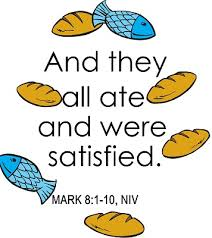 And they
all ate
and were
satisfied.
MARK 8:1-10, NIV